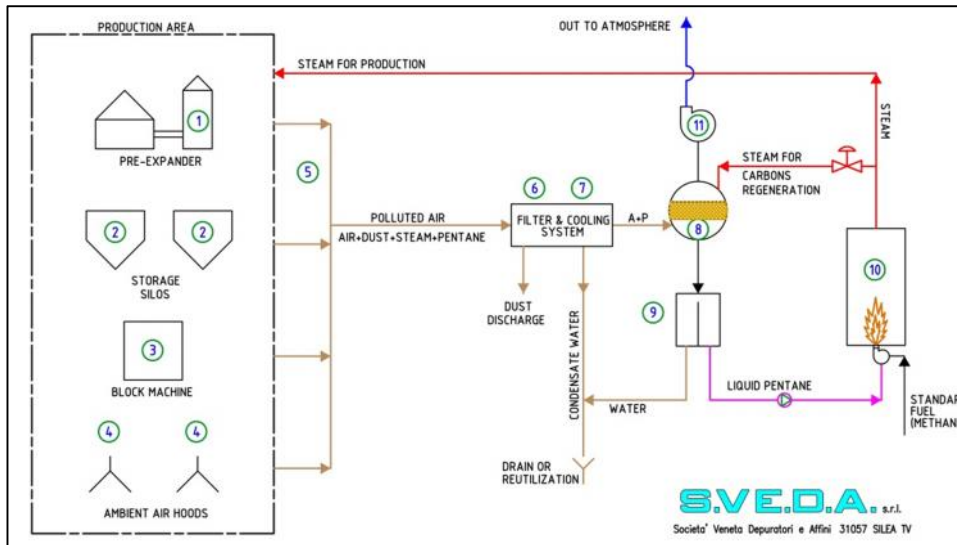 PRODUCTION AREA
OUT TO ATMOSPHERE
STEAM FOR PRODUCTION
1
11
STEAM
PRE-EXPANDER
STEAM FOR
CARBONS
REGENERATION
5
6
7
POLLUTED AIR
FILTER & COOLING
SYSTEM
A+P
8
AIR+DUST+STEAM+PENTANE
2
2
STORAGE
SILOS
10
DUST
DISCHARGE
9
3
BLOCK MACHINE
CONDENSATE WATER
LIQUID PENTANE
WATER
STANDAR
FUEL
(METHAN
4
4
DRAIN OR
REUTILIZATION
AMBIENT AIR HOODS
S.V.E.D.A. s.r.l.
Societa' Veneta Depuratori e Affini 31057 SILEA TV